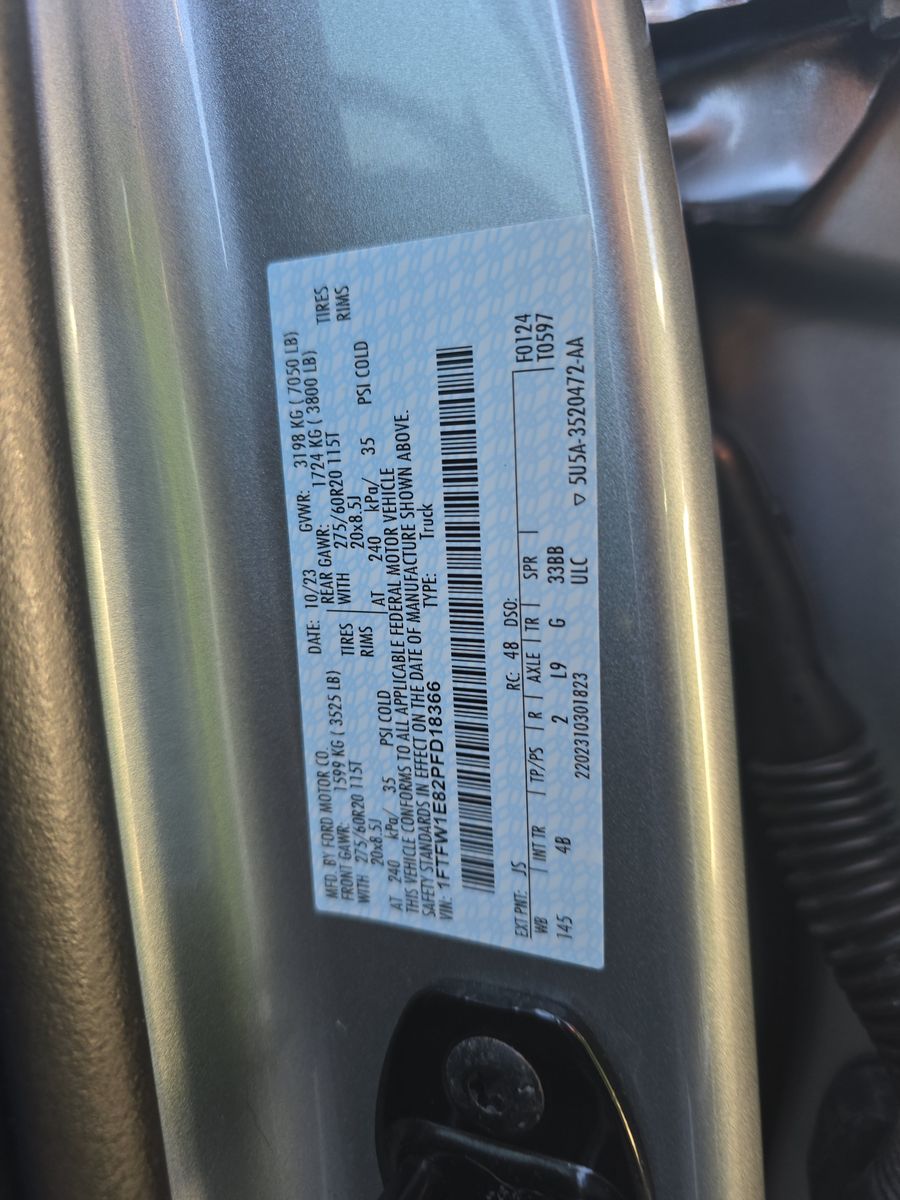 MFD. BY FORD MOTOR CO.
DATE: 10/23 GVWR: 3198 KG ( 7050 LB)
FRONT GAWR: 1599 KG ( 3525 LB) REAR GAWR: 1724 KG ( 3800 LB)
WITH 275/60R20 115T TIRES WITH 275/60R20 115T TIRES
20x8.5J RIMS 20x8.5J RIMS
AT 240 kPa/ 35 PSI COLD AT 240 kPa/ 35 PSI COLD
THIS VEHICLE CONFORMS TO ALL APPLICABLE FEDERAL MOTOR VEHICLE
SAFETY STANDARDS IN EFFECT ON THE DATE OF MANUFACTURE SHOWN ABOVE.
VIN: 1FTFW1E82PFD18366 TYPE: Truck
EXT PNT: JS RC: 48 DSO: F0124
WB INT TR TP/PS R AXLE TR SPR T0597
145 4B 2 L9 G 33BB
2202310301823 ULC ▽ 5U5A-3520472-AA